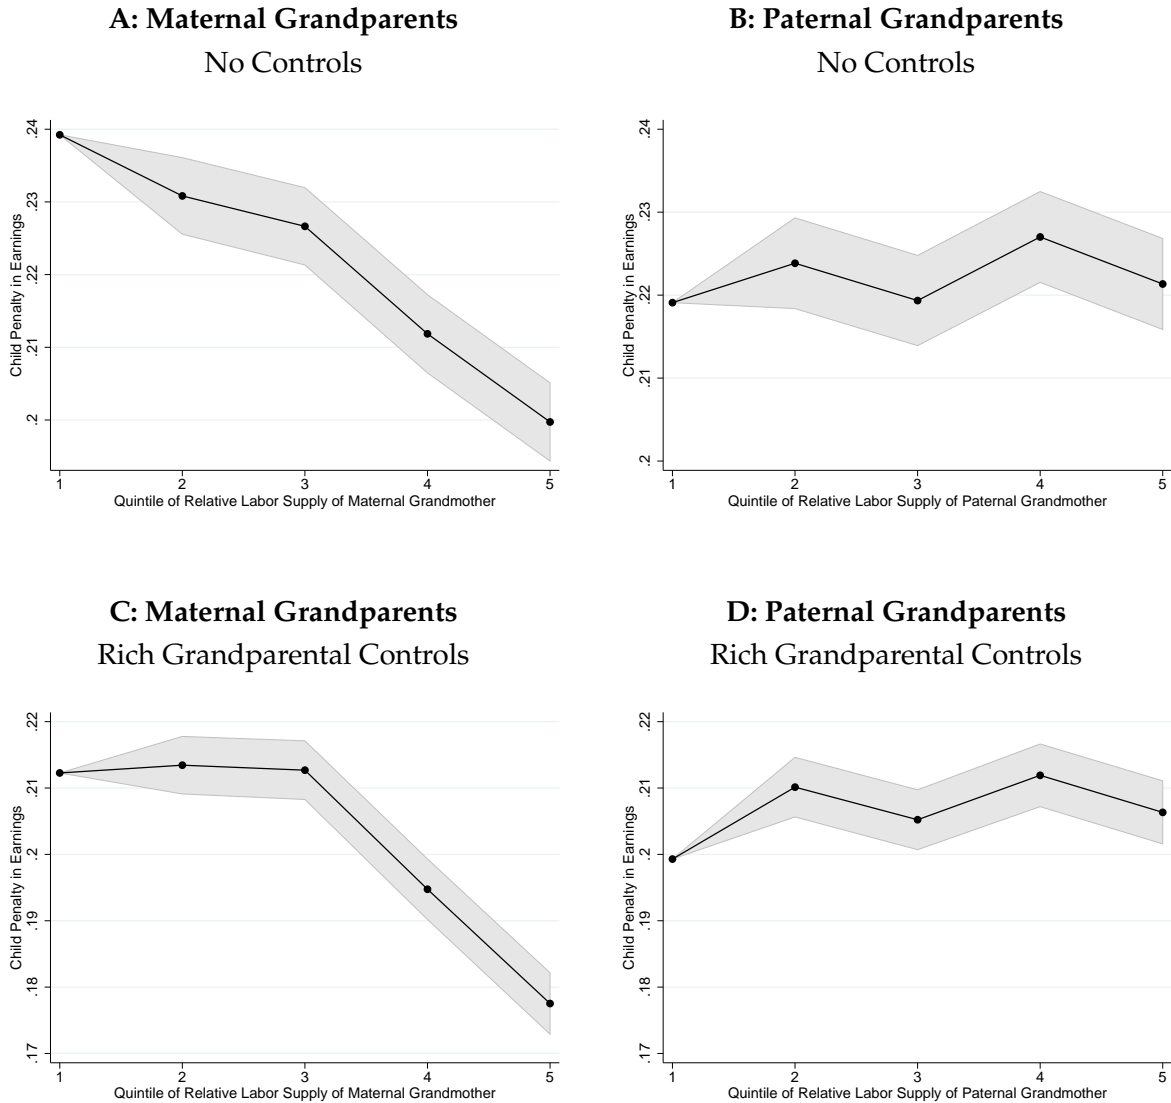 A: Maternal Grandparents
No Controls
.24
.23
.22
.21
.2
Child Penalty in Earnings
1 2 3 4 5
Quintile of Relative Labor Supply of Maternal Grandmother
B: Paternal Grandparents
No Controls
.24
.23
.22
.21
.2
Child Penalty in Earnings
1 2 3 4 5
Quintile of Relative Labor Supply of Paternal Grandmother
C: Maternal Grandparents
Rich Grandparental Controls
.22
.21
.2
.19
.18
.17
Child Penalty in Earnings
1 2 3 4 5
Quintile of Relative Labor Supply of Maternal Grandmother
D: Paternal Grandparents
Rich Grandparental Controls
.22
.21
.2
.19
.18
.17
Child Penalty in Earnings
1 2 3 4 5
Quintile of Relative Labor Supply of Paternal Grandmother